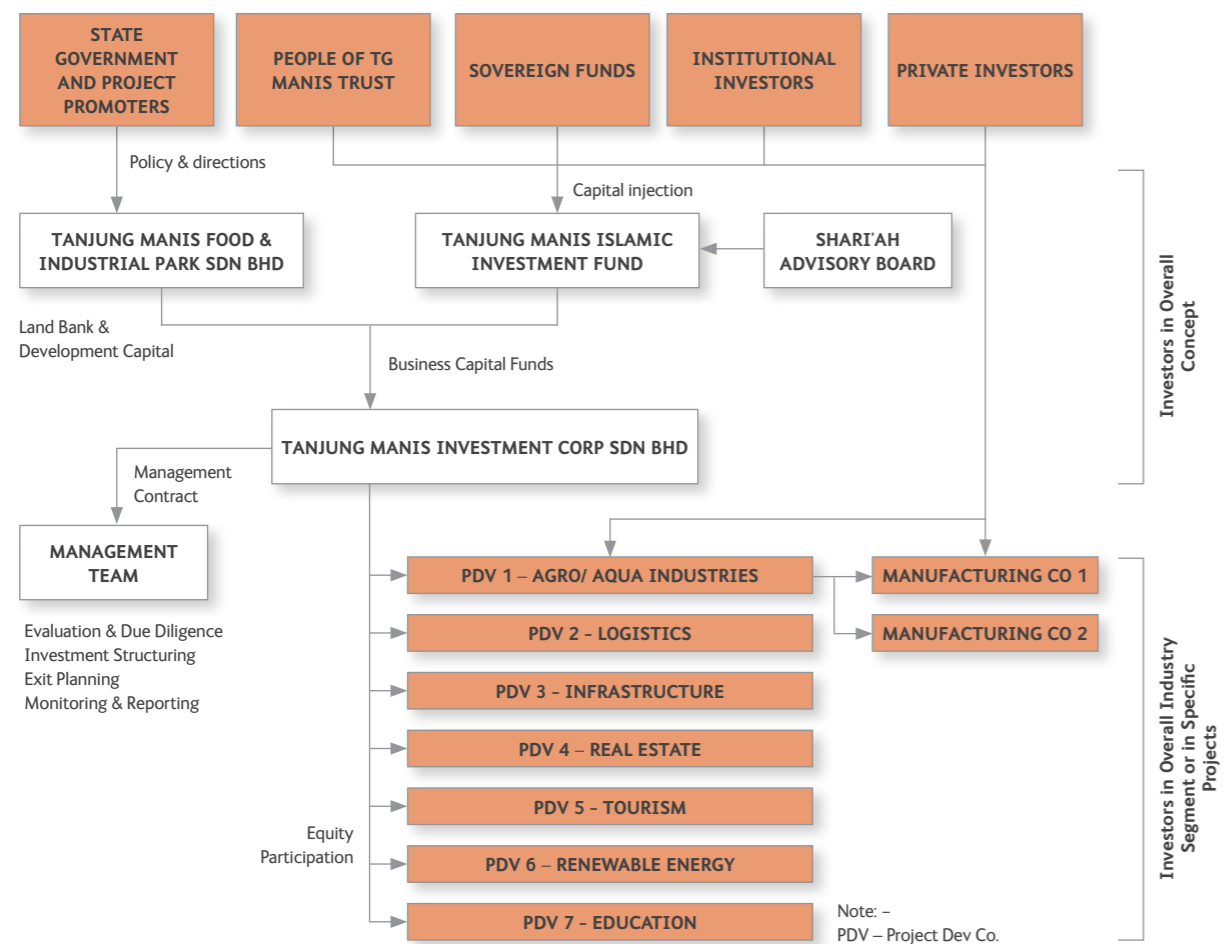 STATE
GOVERNMENT
AND PROJECT
PROMOTERS
PEOPLE OF TG
MANIS TRUST
SOVEREIGN FUNDS
INSTITUTIONAL
INVESTORS
PRIVATE INVESTORS
Policy & directions
Capital injection
TANJUNG MANIS FOOD &
INDUSTRIAL PARK SDN BHD
TANJUNG MANIS ISLAMIC
INVESTMENT FUND
SHARI'AH
ADVISORY BOARD
Land Bank &
Development Capital
Business Capital Funds
Investors in Overall
Concept
TANJUNG MANIS INVESTMENT CORP SDN BHD
Management
Contract
MANAGEMENT
TEAM
Evaluation & Due Diligence
Investment Structuring
Exit Planning
Monitoring & Reporting
PDV 1 – AGRO/ AQUA INDUSTRIES
MANUFACTURING CO 1
PDV 2 - LOGISTICS
MANUFACTURING CO 2
PDV 3 - INFRASTRUCTURE
PDV 4 – REAL ESTATE
PDV 5 - TOURISM
Equity
Participation
PDV 6 – RENEWABLE ENERGY
PDV 7 - EDUCATION
Investors in Overall Industry
Segment or in Specific
Projects
Note: –
PDV – Project Dev Co.